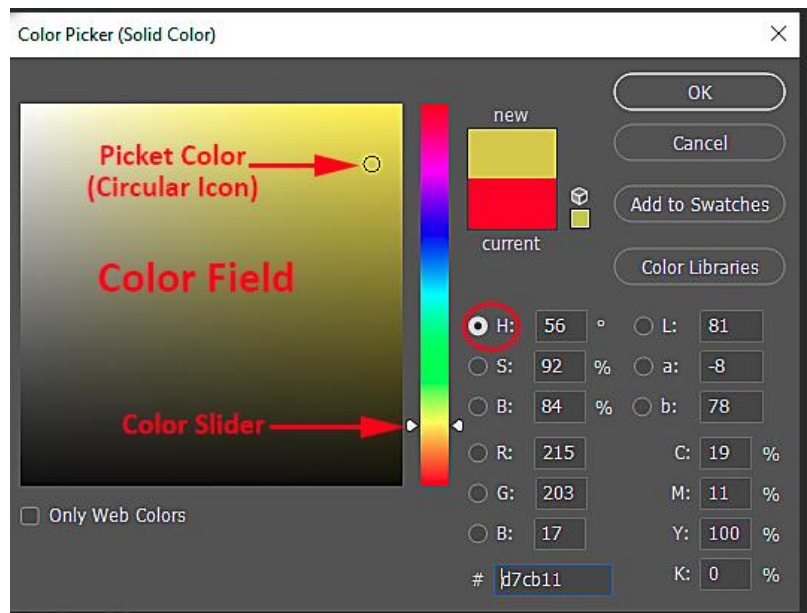 Color Picker (Solid Color)
OK
new
Cancel
Picket Color
(Circular Icon)
Add to Swatches
current
Color Libraries
Color Field
H: 56 ° L: 81
S: 92 % a: -8
B: 84 % b: 78
Color Slider
R: 215 C: 19 %
G: 203 M: 11 %
Only Web Colors
B: 17 Y: 100 %
# d7cb11 K: 0 %